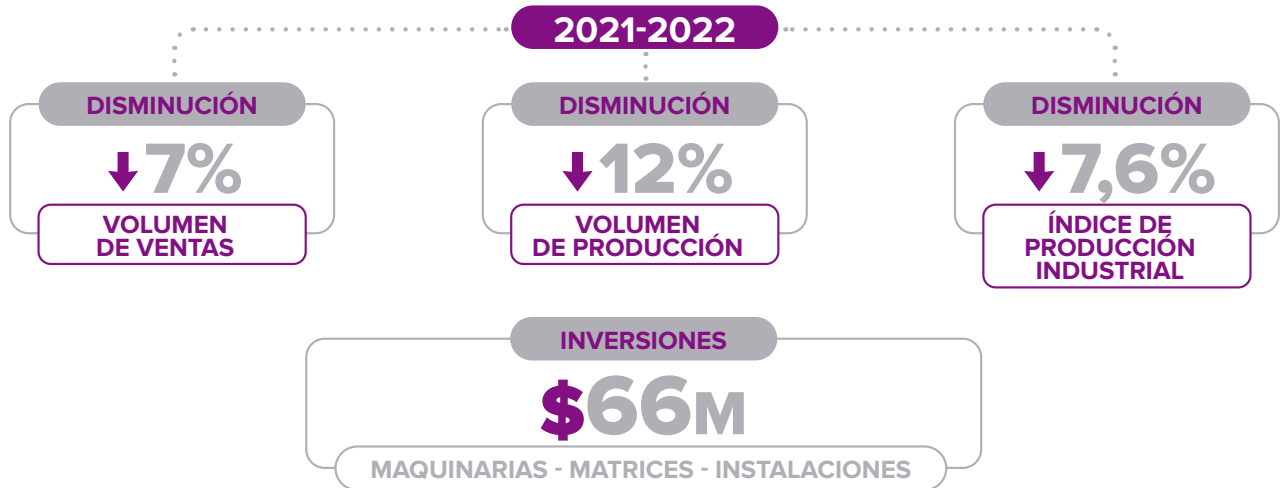 2021-2022
DISMINUCIÓN
↓7%
VOLUMEN
DE VENTAS
DISMINUCIÓN
↓12%
VOLUMEN
DE PRODUCCIÓN
DISMINUCIÓN
↓7,6%
ÍNDICE DE
PRODUCCIÓN
INDUSTRIAL
INVERSIONES
$66M
MAQUINARIAS - MATRICES - INSTALACIONES